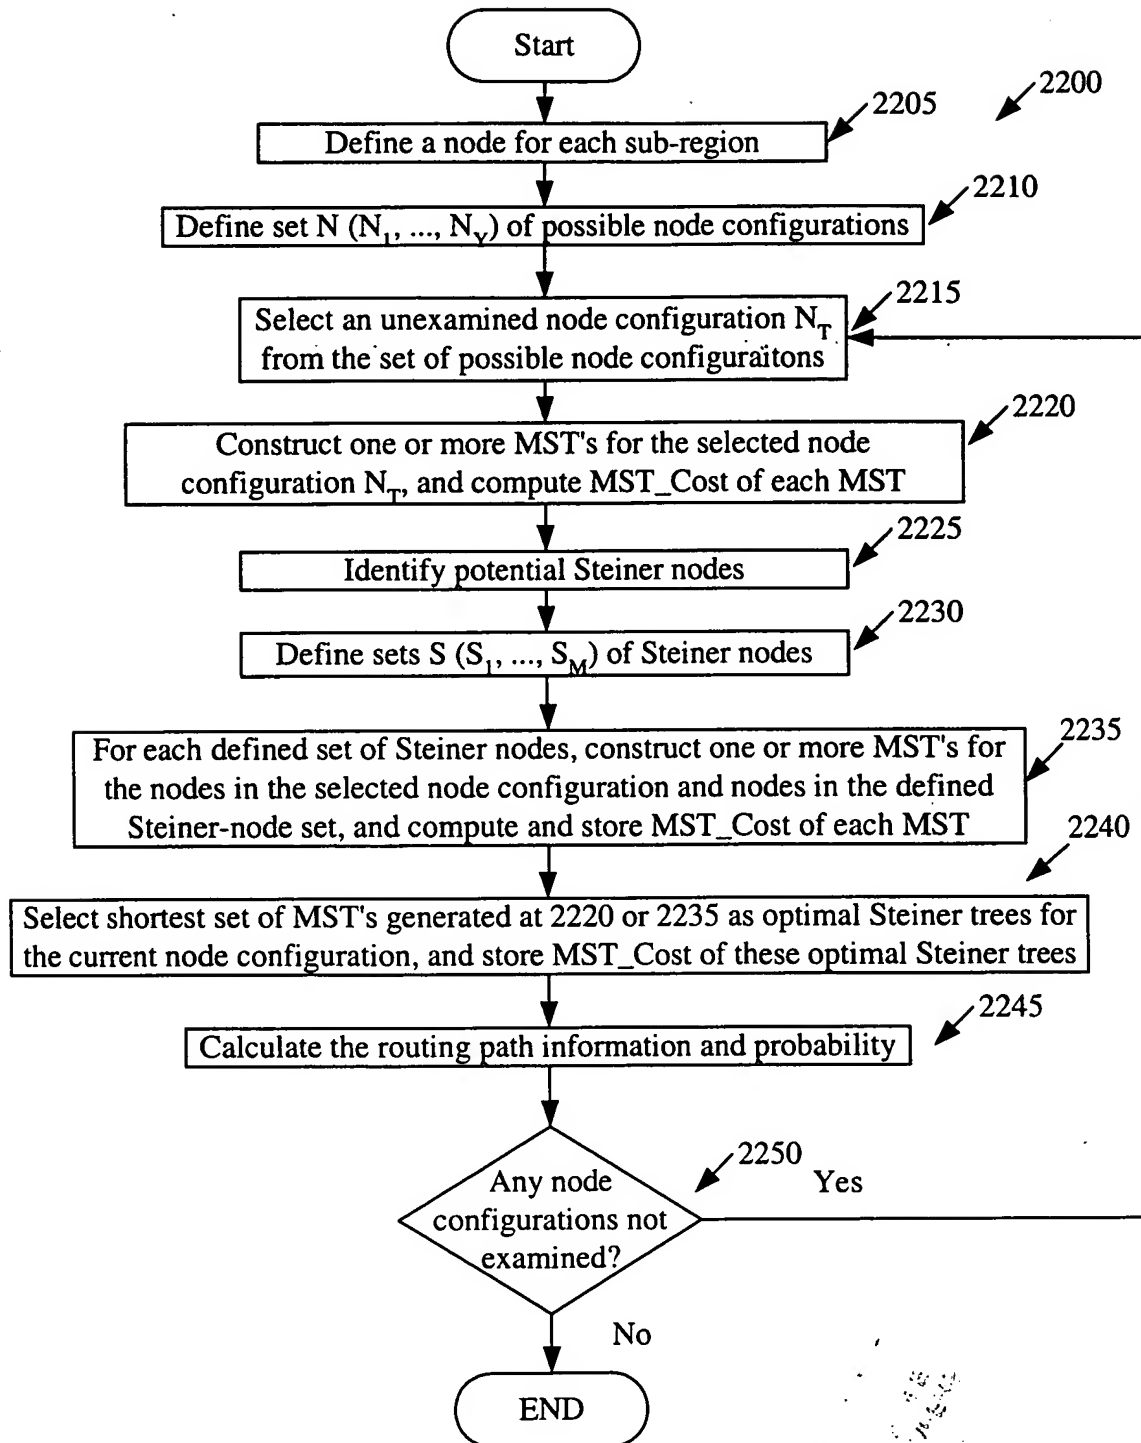 Start
2200
2205
Define a node for each sub-region
2210
Define set N (N₁, ..., N_Y) of possible node configurations
2215
Select an unexamined node configuration N_T
from the set of possible node configuraitons
2220
Construct one or more MST's for the selected node
configuration N_T, and compute MST_Cost of each MST
2225
Identify potential Steiner nodes
2230
Define sets S (S₁, ..., S_M) of Steiner nodes
2235
For each defined set of Steiner nodes, construct one or more MST's for
the nodes in the selected node configuration and nodes in the defined
Steiner-node set, and compute and store MST_Cost of each MST
2240
Select shortest set of MST's generated at 2220 or 2235 as optimal Steiner trees for
the current node configuration, and store MST_Cost of these optimal Steiner trees
2245
Calculate the routing path information and probability
2250
Any node
configurations not
examined?
Yes
No
END